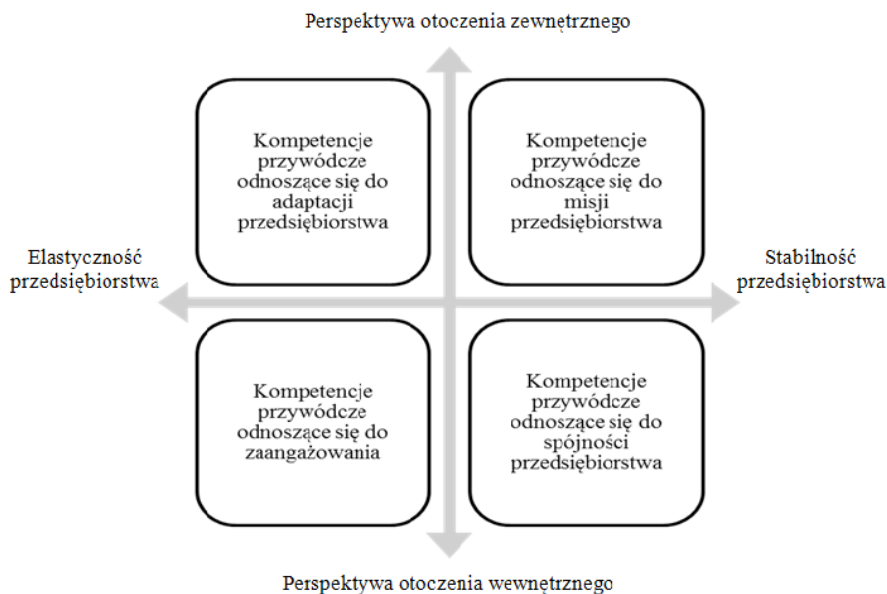 Perspektywa otoczenia zewnętrznego
Kompetencje
przywódcze
odnoszące się do
adaptacji
przedsiębiorstwa
Kompetencje
przywódcze
odnoszące się do
misji
przedsiębiorstwa
Elastyczność
przedsiębiorstwa
Stabilność
przedsiębiorstwa
Kompetencje
przywódcze
odnoszące się do
zaangażowania
Kompetencje
przywódcze
odnoszące się do
spójności
przedsiębiorstwa
Perspektywa otoczenia wewnętrznego